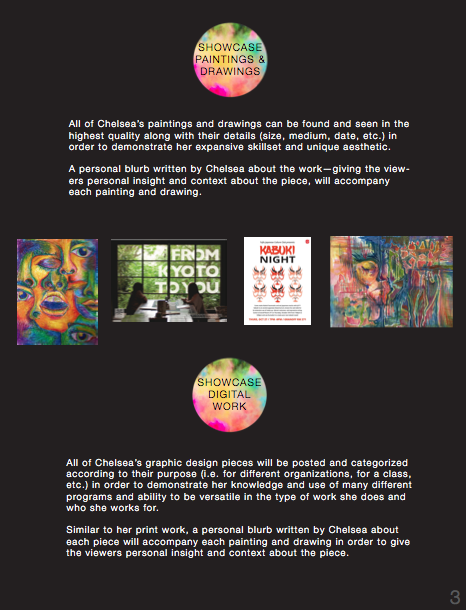 SHOWCASE
PAINTINGS &
DRAWINGS
All of Chelsea's paintings and drawings can be found and seen in the
highest quality along with their details (size, medium, date, etc.) in
order to demonstrate her expansive skillset and unique aesthetic.
A personal blurb written by Chelsea about the work—giving the view-
ers personal insight and context about the piece, will accompany
each painting and drawing.
FROM
KYOTO
TO YOU
KABUKI
NIGHT
SHOWCASE
DIGITAL
WORK
All of Chelsea's graphic design pieces will be posted and categorized
according to their purpose (i.e. for different organizations, for a class,
etc.) in order to demonstrate her knowledge and use of many different
programs and ability to be versatile in the type of work she does and
who she works for.
Similar to her print work, a personal blurb written by Chelsea about
each piece will accompany each painting and drawing in order to give
the viewers personal insight and context about the piece.
3